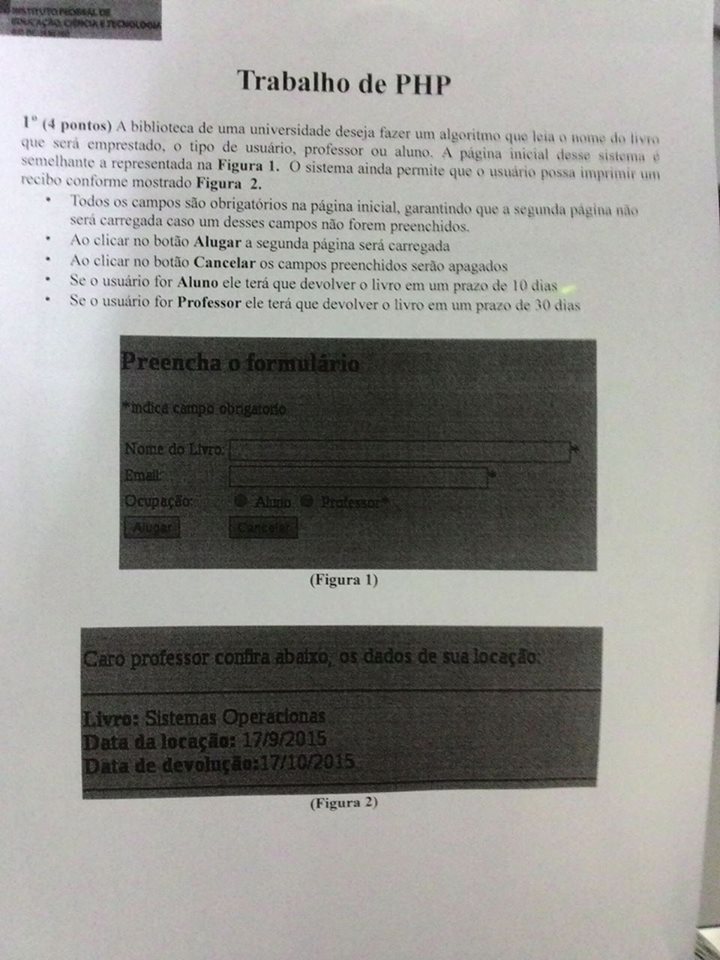 INSTITUTO FEDERAL DE
EDUCAÇÃO, CIÊNCIA E TECNOLOGIA
RIO DE JANEIRO
Trabalho de PHP
1º (4 pontos) A biblioteca de uma universidade deseja fazer um algoritmo que leia o nome do livro
que será emprestado, o tipo de usuário, professor ou aluno. A página inicial desse sistema é
semelhante a representada na Figura 1. O sistema ainda permite que o usuário possa imprimir um
recibo conforme mostrado Figura 2.
• Todos os campos são obrigatórios na página inicial, garantindo que a segunda página não
será carregada caso um desses campos não forem preenchidos.
• Ao clicar no botão Alugar a segunda página será carregada
• Ao clicar no botão Cancelar os campos preenchidos serão apagados
• Se o usuário for Aluno ele terá que devolver o livro em um prazo de 10 dias
• Se o usuário for Professor ele terá que devolver o livro em um prazo de 30 dias
Preencha o formulário
*indica campo obrigatorio
Nome do Livro: *
Email: *
Ocupação: Aluno Professor*
Alugar Cancelar
(Figura 1)
Caro professor confira abaixo, os dados de sua locação:
Livro: Sistemas Operacionas
Data da locação: 17/9/2015
Data de devolução:17/10/2015
(Figura 2)